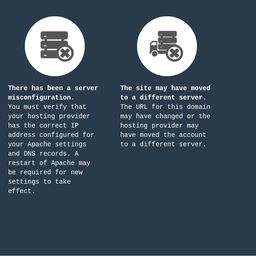 There has been a server
misconfiguration.
You must verify that
your hosting provider
has the correct IP
address configured for
your Apache settings
and DNS records. A
restart of Apache may
be required for new
settings to take
effect.
The site may have moved
to a different server.
The URL for this domain
may have changed or the
hosting provider may
have moved the account
to a different server.